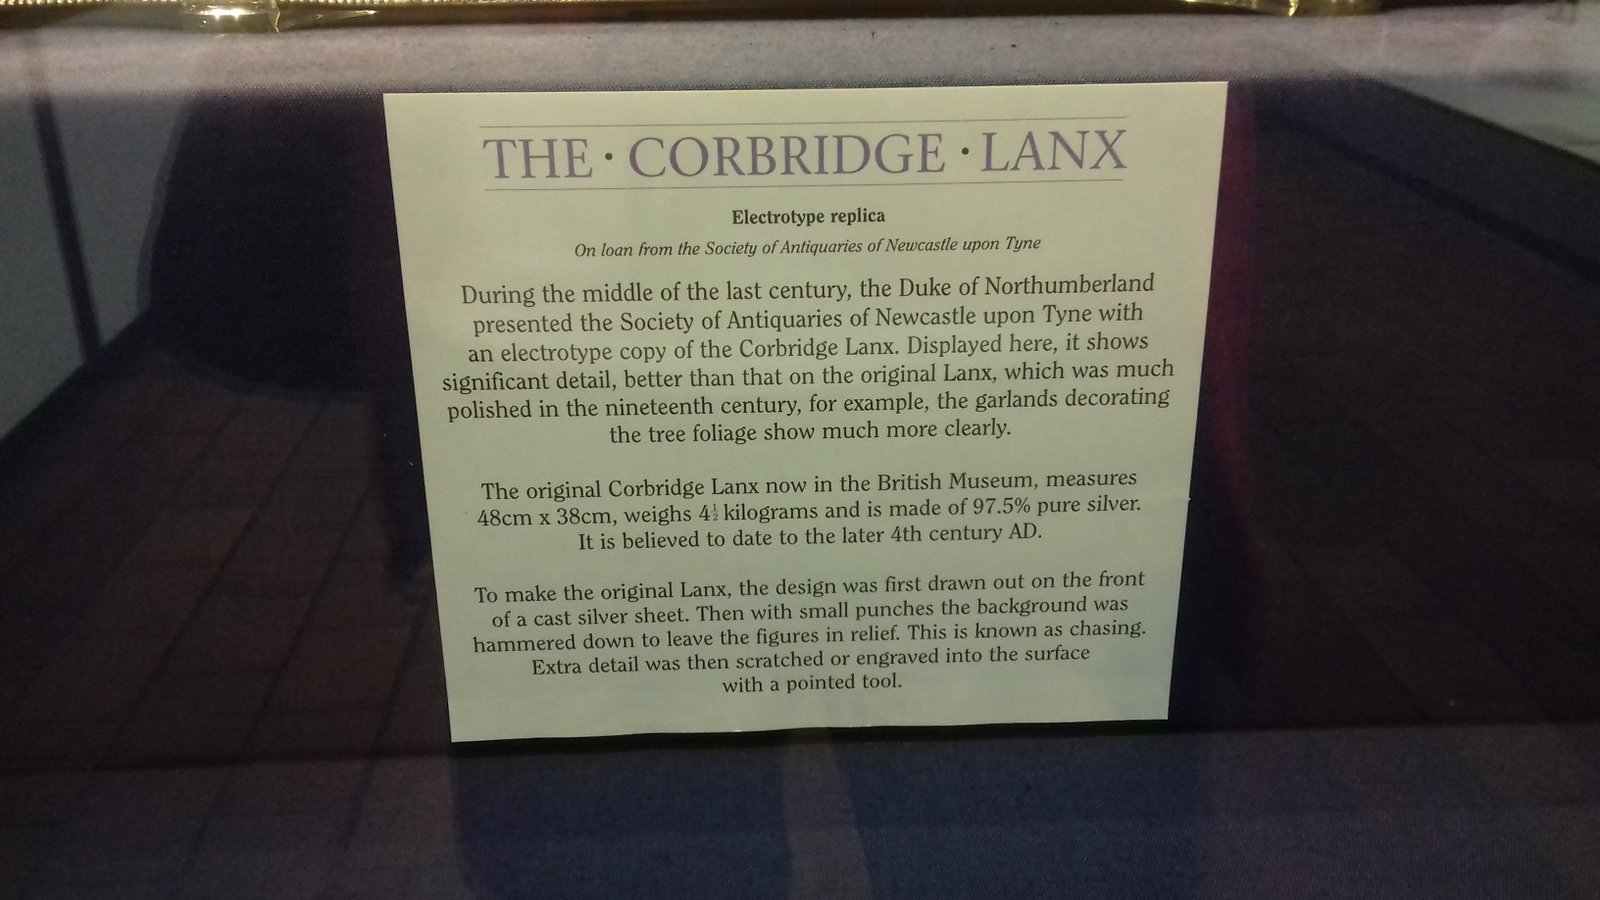 THE · CORBRIDGE · LANX
Electrotype replica
On loan from the Society of Antiquaries of Newcastle upon Tyne
During the middle of the last century, the Duke of Northumberland
presented the Society of Antiquaries of Newcastle upon Tyne with
an electrotype copy of the Corbridge Lanx. Displayed here, it shows
significant detail, better than that on the original Lanx, which was much
polished in the nineteenth century, for example, the garlands decorating
the tree foliage show much more clearly.
The original Corbridge Lanx now in the British Museum, measures
48cm x 38cm, weighs 4½ kilograms and is made of 97.5% pure silver.
It is believed to date to the later 4th century AD.
To make the original Lanx, the design was first drawn out on the front
of a cast silver sheet. Then with small punches the background was
hammered down to leave the figures in relief. This is known as chasing.
Extra detail was then scratched or engraved into the surface
with a pointed tool.